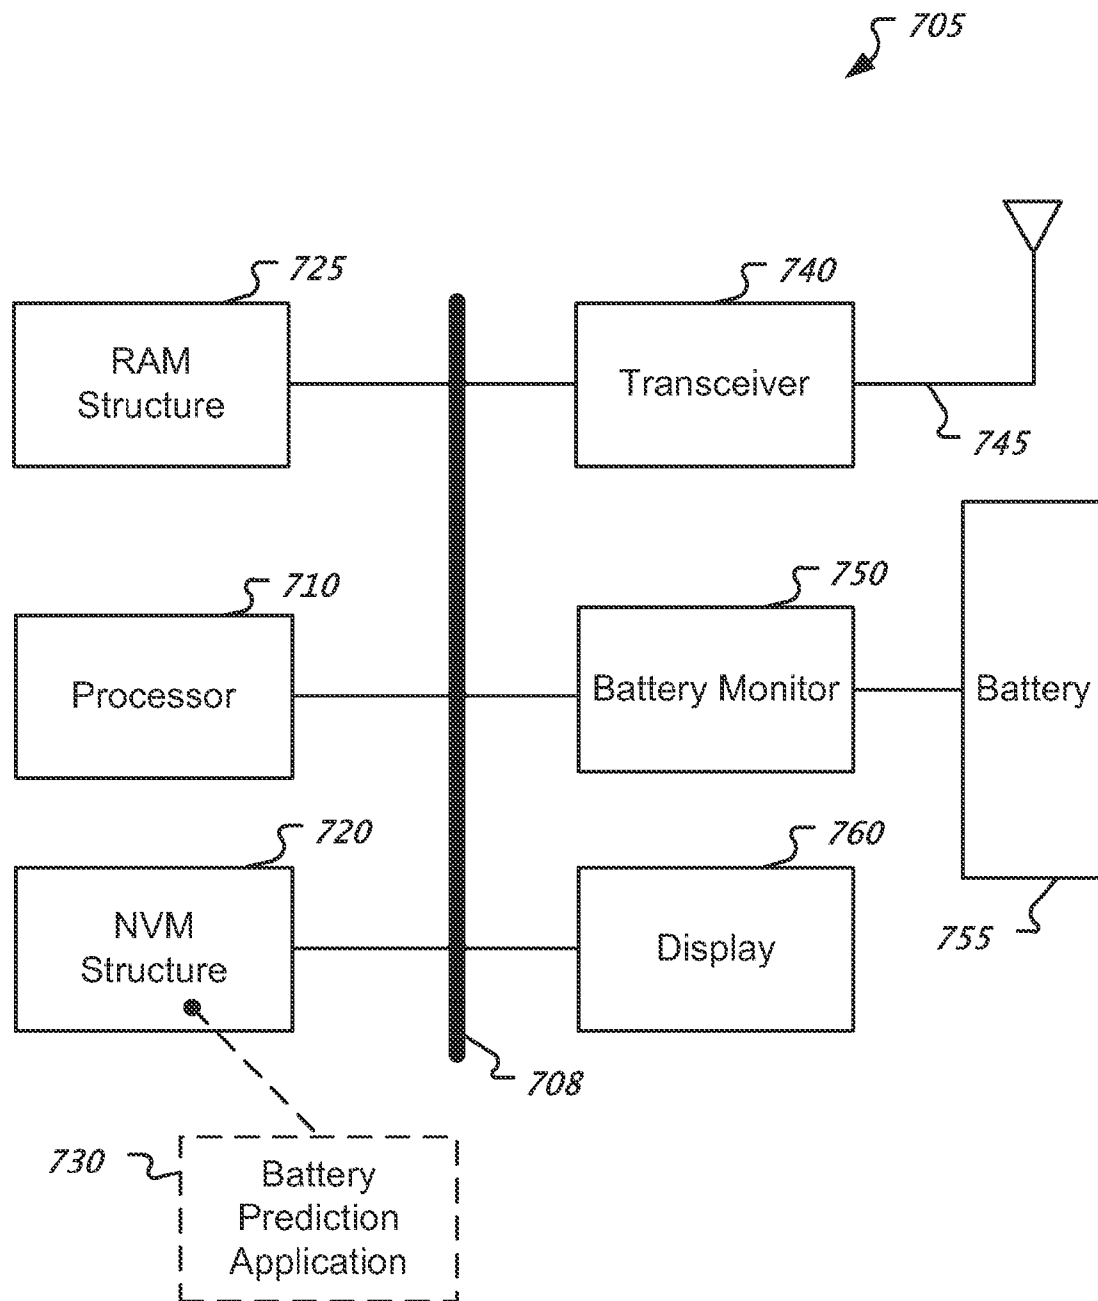 705
725
RAM
Structure
740
Transceiver
745
710
Processor
750
Battery Monitor
Battery
755
720
NVM
Structure
760
Display
708
730
Battery
Prediction
Application